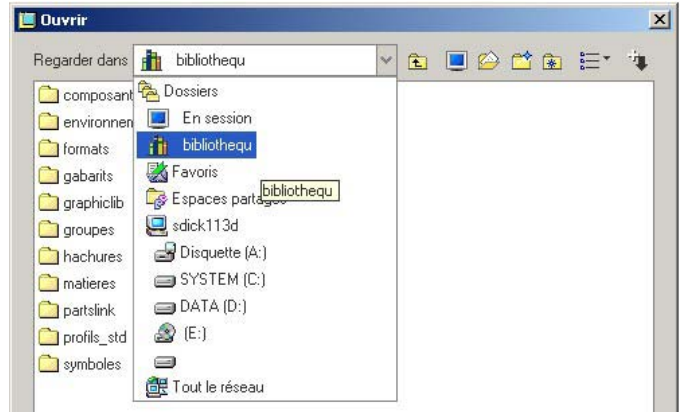 Ouvrir
Regarder dans bibliothequ
composant
environnen
formats
gabarits
graphiclib
groupes
hachures
matieres
partslink
profils_std
symboles
Dossiers
En session
bibliothequ
Favoris
Espaces partagés
bibliothequ
sdick113d
Disquette (A:)
SYSTEM (C:)
DATA (D:)
(E:)
Tout le réseau